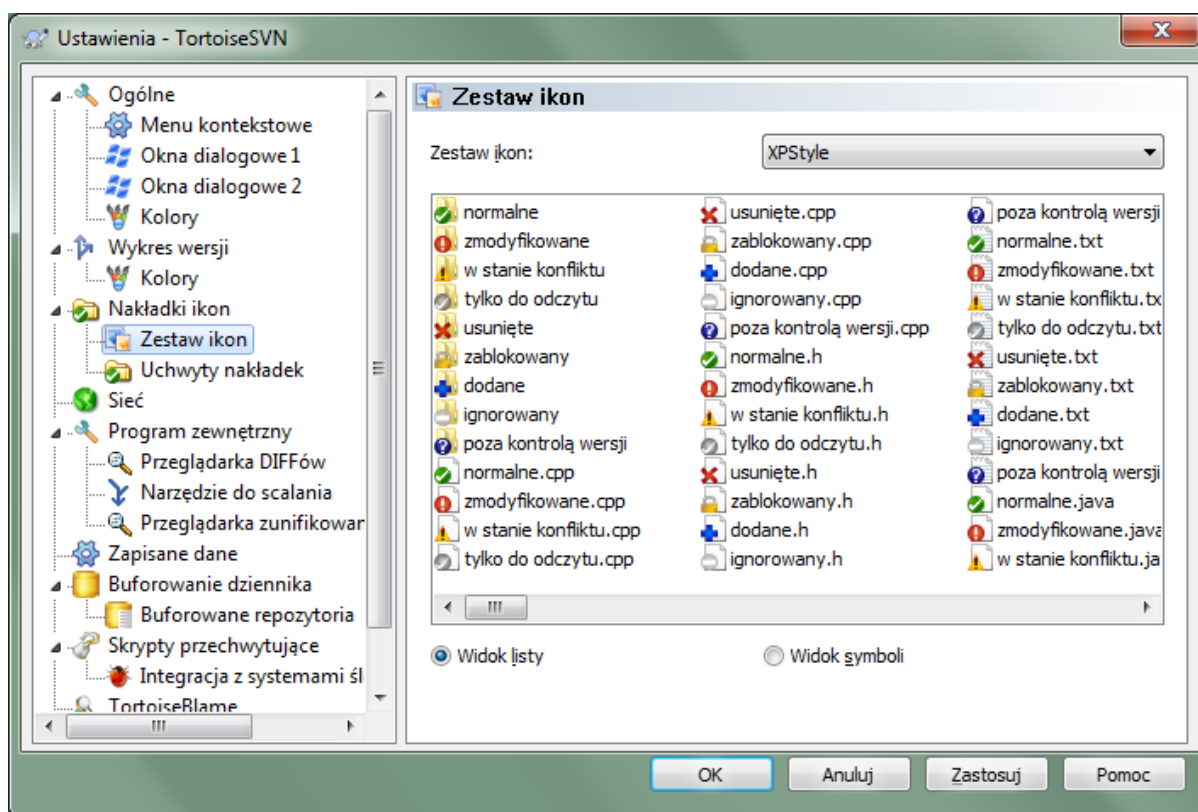 Ustawienia - TortoiseSVN
Ogólne
Menu kontekstowe
Okna dialogowe 1
Okna dialogowe 2
Kolory
Wykres wersji
Kolory
Nakładki ikon
Zestaw ikon
Uchwyty nakładek
Sieć
Program zewnętrzny
Przeglądarka DIFFów
Narzędzie do scalania
Przeglądarka zunifikowan
Zapisane dane
Buforowanie dziennika
Buforowane repozytoria
Skrypty przechwytujące
Integracja z systemami śl
TortoiseBlame
Zestaw ikon
Zestaw ikon:
XPStyle
normalne
zmodyfikowane
w stanie konfliktu
tylko do odczytu
usunięte
zablokowany
dodane
ignorowany
poza kontrolą wersji
normalne.cpp
zmodyfikowane.cpp
w stanie konfliktu.cpp
tylko do odczytu.cpp
usunięte.cpp
zablokowany.cpp
dodane.cpp
ignorowany.cpp
poza kontrolą wersji.cpp
normalne.h
zmodyfikowane.h
w stanie konfliktu.h
tylko do odczytu.h
usunięte.h
zablokowany.h
dodane.h
ignorowany.h
poza kontrolą wersji
normalne.txt
zmodyfikowane.txt
w stanie konfliktu.tx
tylko do odczytu.txt
usunięte.txt
zablokowany.txt
dodane.txt
ignorowany.txt
poza kontrolą wersji
normalne.java
zmodyfikowane.java
w stanie konfliktu.ja
Widok listy
Widok symboli
OK
Anuluj
Zastosuj
Pomoc